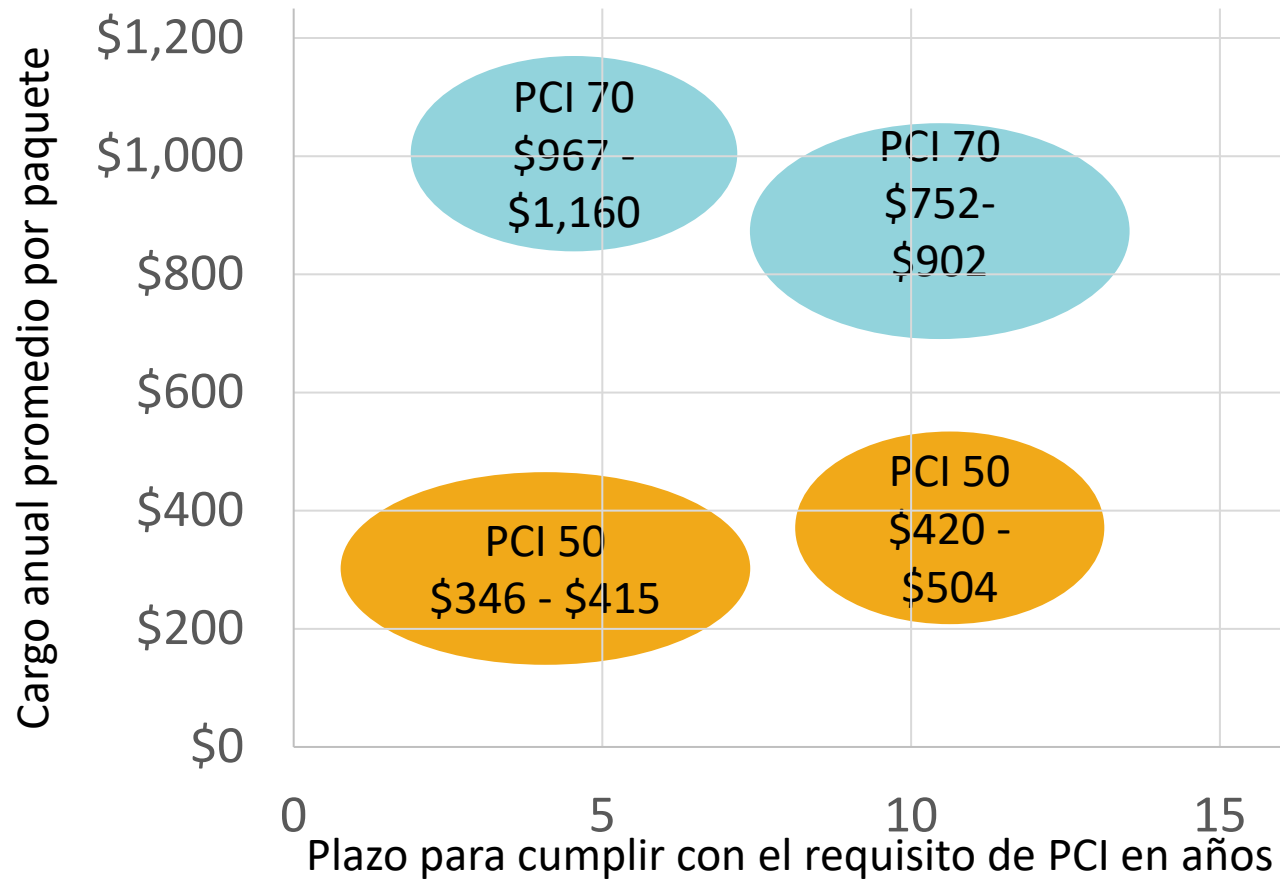 Cargo anual promedio por paquete
$1,200
$1,000
$800
$600
$400
$200
$0
PCI 70
$967 -
$1,160
PCI 70
$752-
$902
PCI 50
$346 - $415
PCI 50
$420 -
$504
0
5
10
15
Plazo para cumplir con el requisito de PCI en años